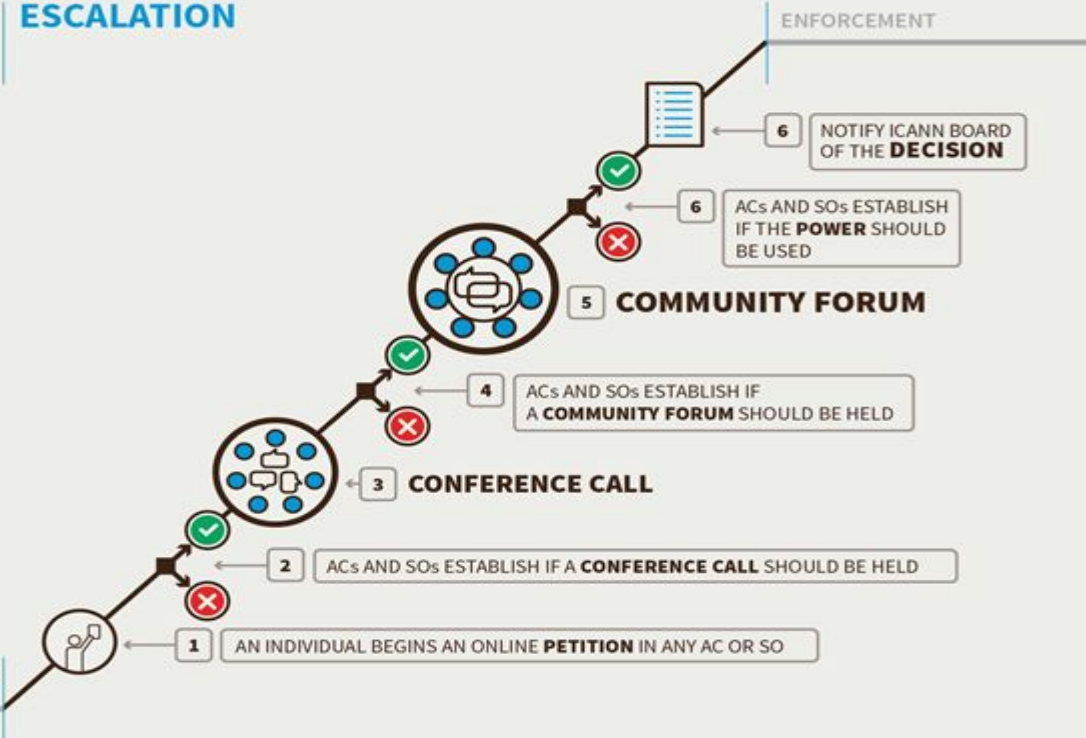 ESCALATION
ENFORCEMENT
6
NOTIFY ICANN BOARD
OF THE DECISION
6
ACs AND SOs ESTABLISH
IF THE POWER SHOULD
BE USED
5
COMMUNITY FORUM
4
ACs AND SOs ESTABLISH IF
A COMMUNITY FORUM SHOULD BE HELD
3
CONFERENCE CALL
2
ACs AND SOs ESTABLISH IF A CONFERENCE CALL SHOULD BE HELD
1
AN INDIVIDUAL BEGINS AN ONLINE PETITION IN ANY AC OR SO